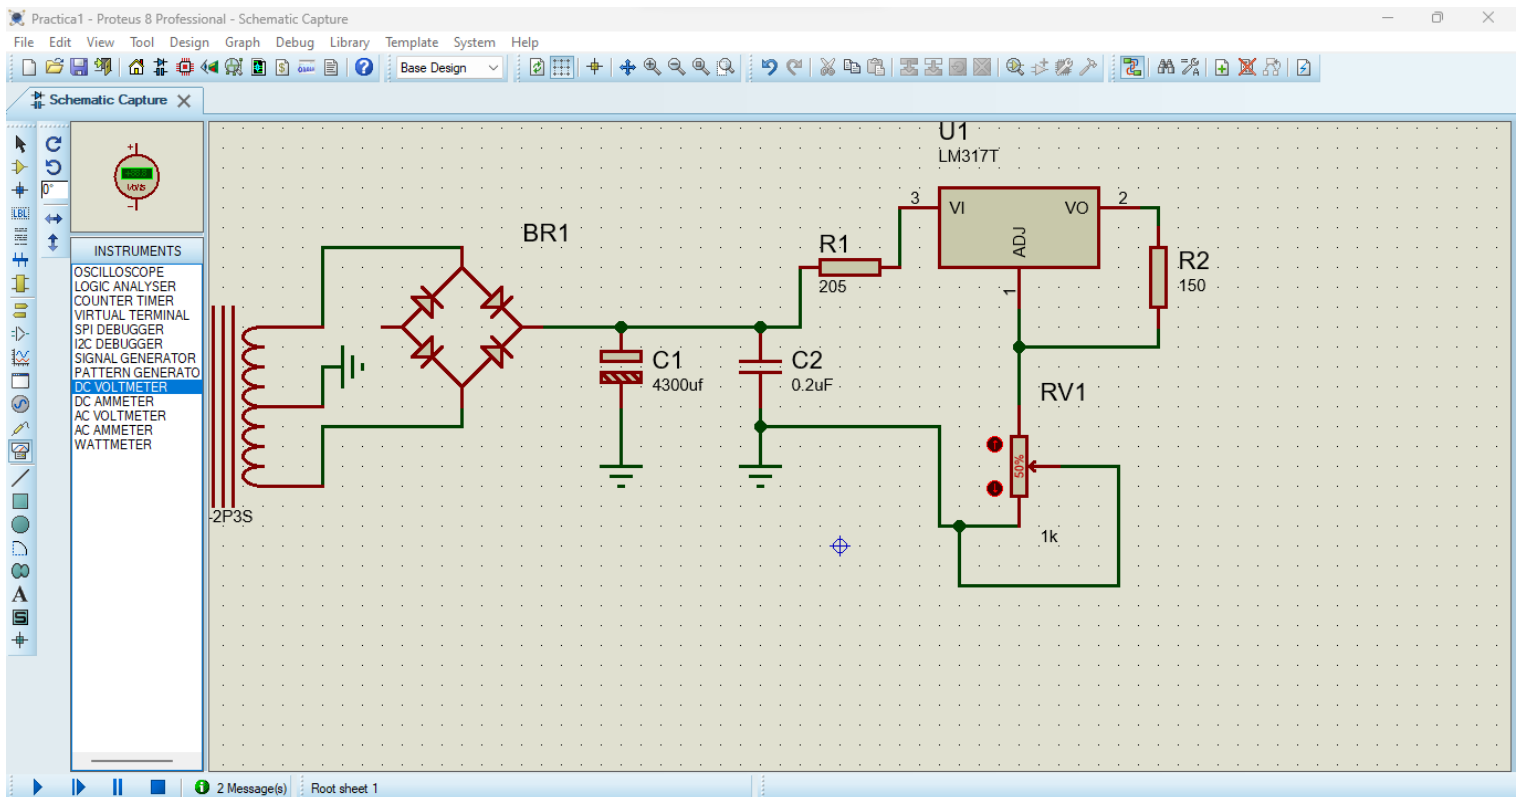 Practica1 - Proteus 8 Professional - Schematic Capture
File Edit View Tool Design Graph Debug Library Template System Help
Base Design
Schematic Capture
0°
LBL
+
Volts
-
INSTRUMENTS
OSCILLOSCOPE
LOGIC ANALYSER
COUNTER TIMER
VIRTUAL TERMINAL
SPI DEBUGGER
I2C DEBUGGER
SIGNAL GENERATOR
PATTERN GENERATO
DC VOLTMETER
DC AMMETER
AC VOLTMETER
AC AMMETER
WATTMETER
A
S
-2P3S
BR1
C1
4300uf
C2
0.2uF
R1
205
U1
LM317T
3
VI
VO
2
ADJ
1
R2
150
RV1
50%
1k
2 Message(s)
Root sheet 1